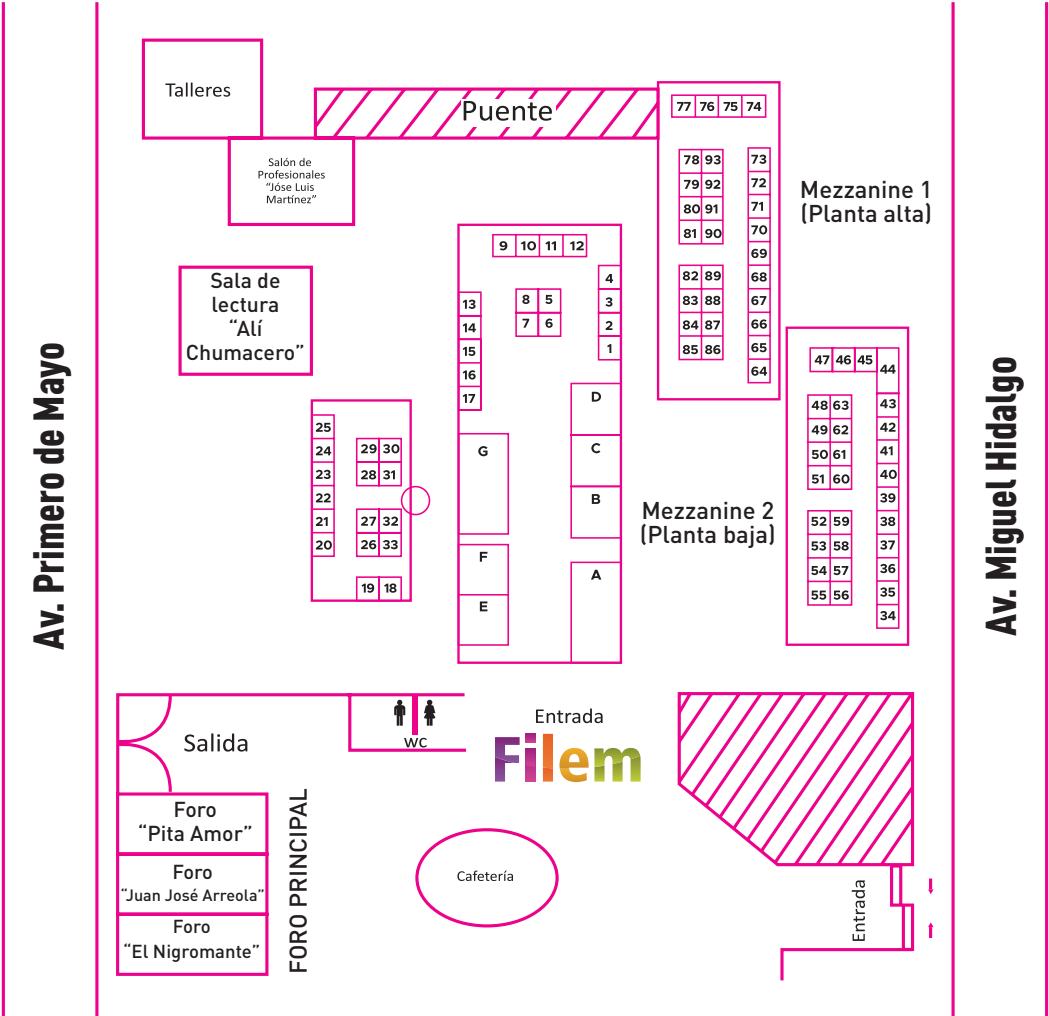 Talleres
Puente
Salón de
Profesionales
“Jóse Luis
Martínez”
Sala de
lectura
“Alí
Chumacero”
Av. Primero de Mayo
Av. Miguel Hidalgo
Mezzanine 1
(Planta alta)
77 76 75 74
78 93
79 92
80 91
81 90
82 89
83 88
84 87
85 86
73
72
71
70
69
68
67
66
65
64
9 10 11 12
4
3
2
1
8 5
7 6
13
14
15
16
17
D
C
B
A
G
F
E
25
24
23
22
21
20
29 30
28 31
27 32
26 33
19 18
Mezzanine 2
(Planta baja)
47 46 45 44
48 63
49 62
50 61
51 60
52 59
53 58
54 57
55 56
43
42
41
40
39
38
37
36
35
34
Salida
wc
Entrada
Filem
Foro
“Pita Amor”
Foro
“Juan José Arreola”
Foro
“El Nigromante”
FORO PRINCIPAL
Cafetería
Entrada